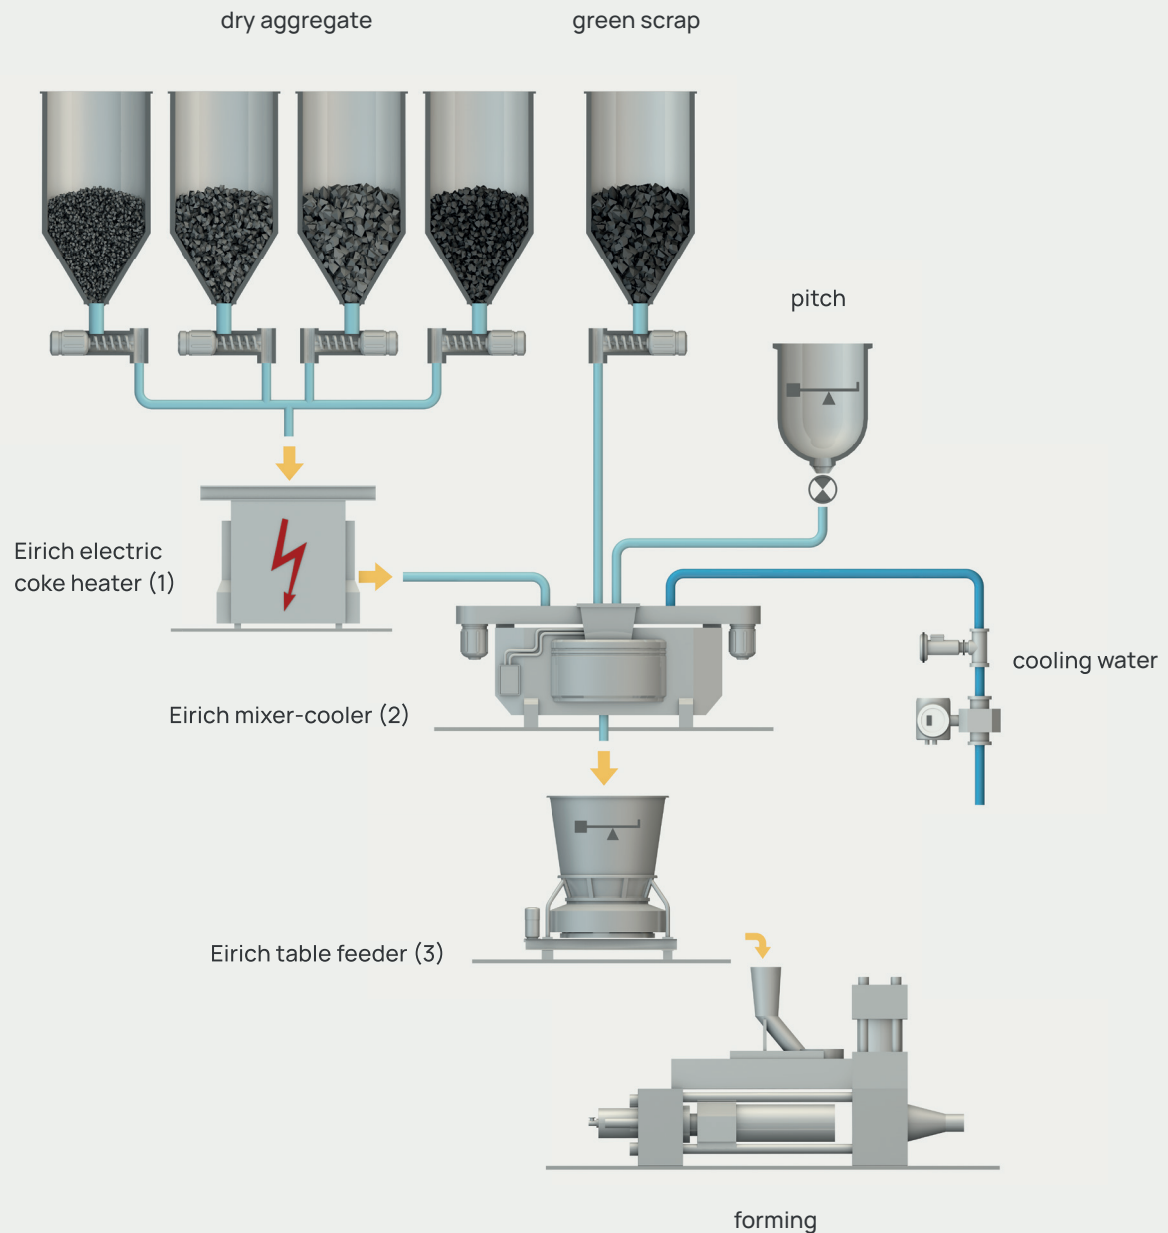 dry aggregate
green scrap
pitch
Eirich electric
coke heater (1)
cooling water
Eirich mixer-cooler (2)
Eirich table feeder (3)
forming